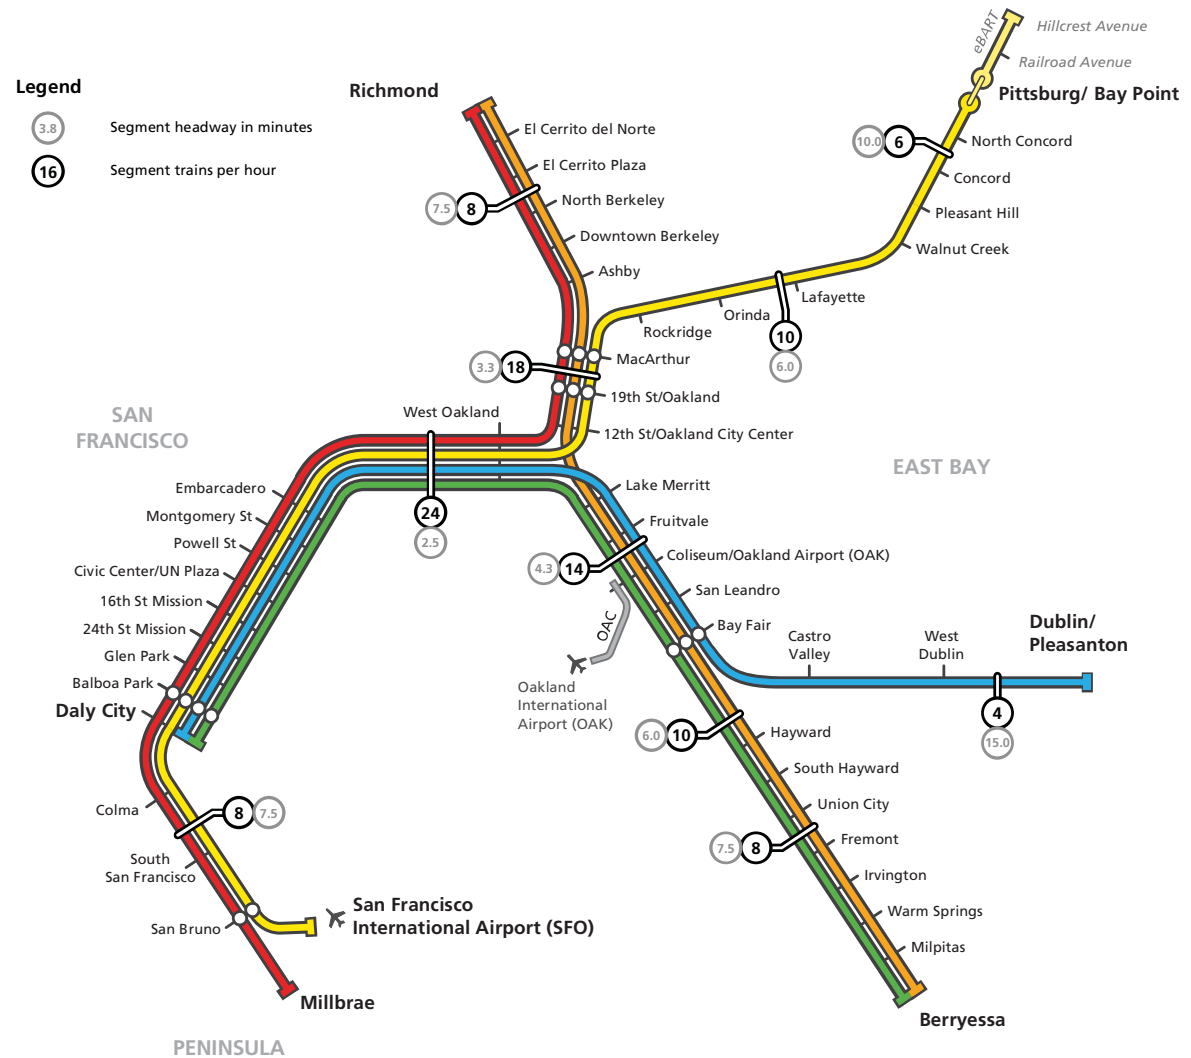 Legend
3.8 Segment headway in minutes
16 Segment trains per hour
Richmond
El Cerrito del Norte
El Cerrito Plaza
7.5 8
North Berkeley
Downtown Berkeley
Ashby
eBART
Hillcrest Avenue
Railroad Avenue
Pittsburg/ Bay Point
10.0 6
North Concord
Concord
Pleasant Hill
Walnut Creek
Lafayette
Orinda
Rockridge
10
6.0
MacArthur
3.3 18
19th St/Oakland
12th St/Oakland City Center
West Oakland
SAN
FRANCISCO
EAST BAY
24
2.5
Embarcadero
Montgomery St
Powell St
Civic Center/UN Plaza
16th St Mission
24th St Mission
Glen Park
Balboa Park
Daly City
Colma
8 7.5
South
San Francisco
San Bruno
San Francisco
International Airport (SFO)
Millbrae
PENINSULA
Lake Merritt
Fruitvale
Coliseum/Oakland Airport (OAK)
4.3 14
San Leandro
OAC
Oakland
International
Airport (OAK)
Bay Fair
Castro
Valley
West
Dublin
Dublin/
Pleasanton
4
15.0
6.0 10
Hayward
South Hayward
Union City
7.5 8
Fremont
Irvington
Warm Springs
Milpitas
Berryessa